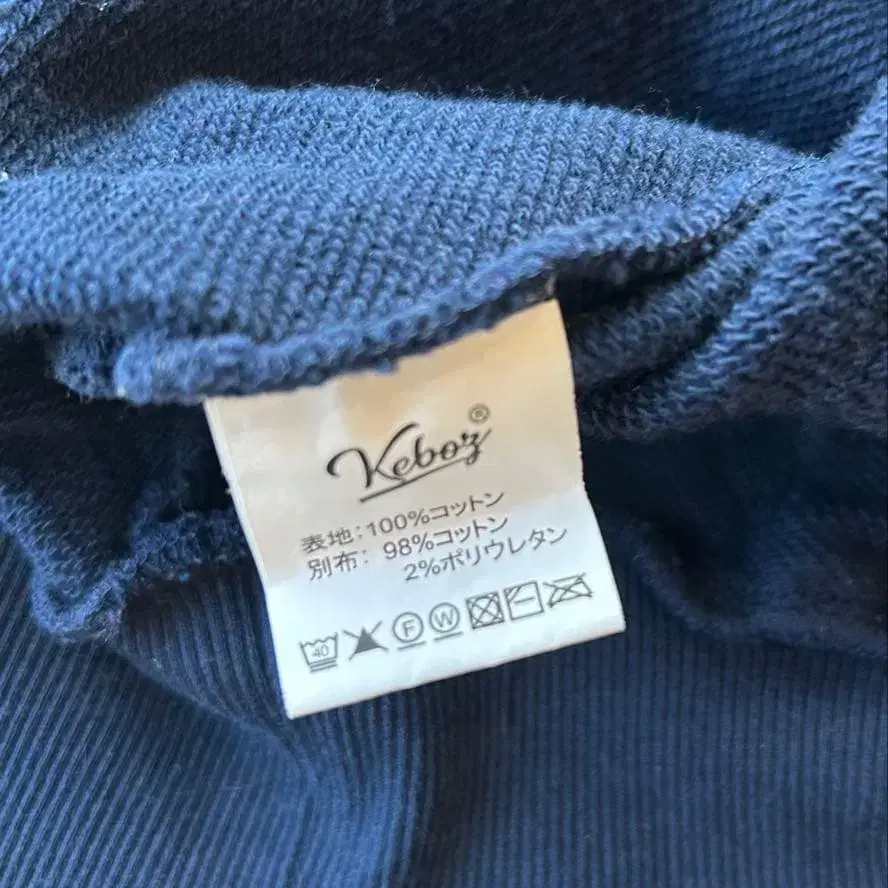 Keboz®
表地:100%コットン
別布: 98%コットン
2%ポリウレタン
40 F W